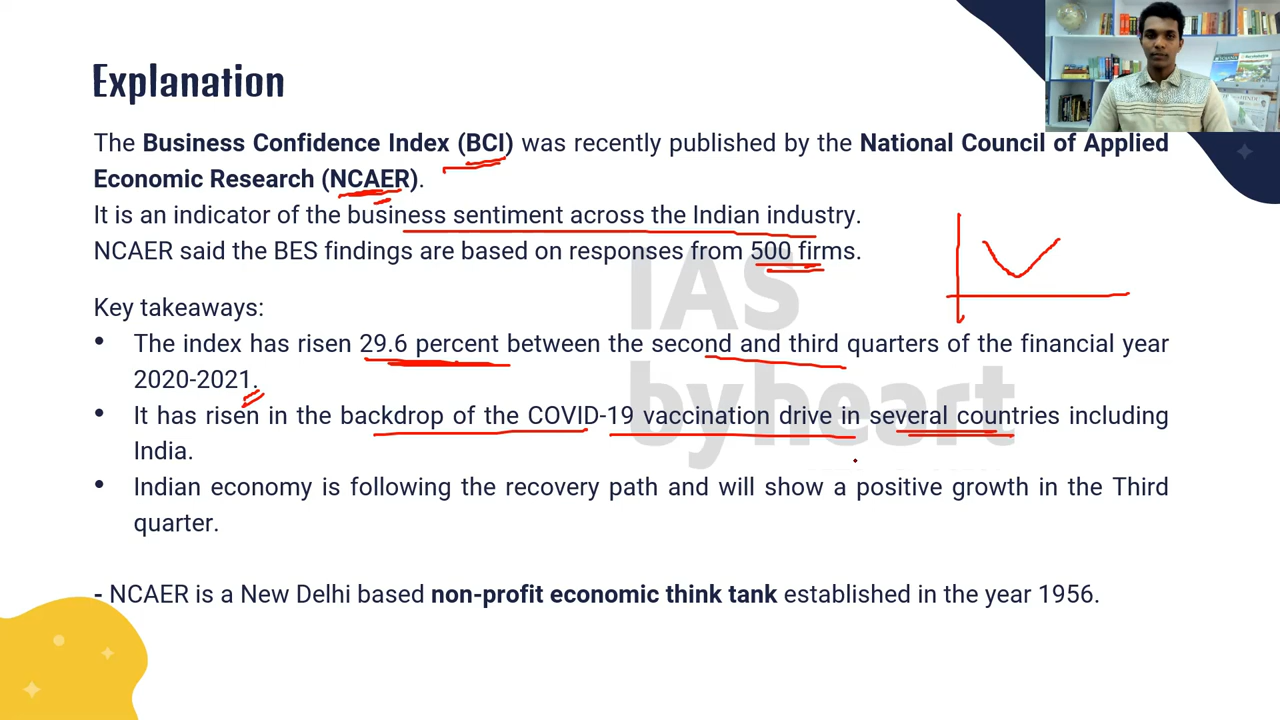 Explanation
The Business Confidence Index (BCI) was recently published by the National Council of Applied
Economic Research (NCAER).
It is an indicator of the business sentiment across the Indian industry.
NCAER said the BES findings are based on responses from 500 firms.
IAS
byheart
Key takeaways:
• The index has risen 29.6 percent between the second and third quarters of the financial year
2020-2021.
• It has risen in the backdrop of the COVID-19 vaccination drive in several countries including
India.
• Indian economy is following the recovery path and will show a positive growth in the Third
quarter.
- NCAER is a New Delhi based non-profit economic think tank established in the year 1956.